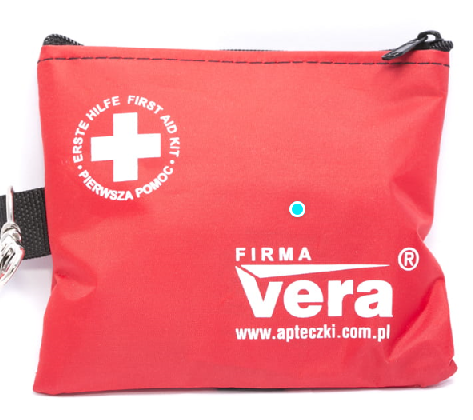 ERSTE HILFE FIRST AID KIT
PIERWSZA POMOC
FIRMA
vera ®
www.apteczki.com.pl